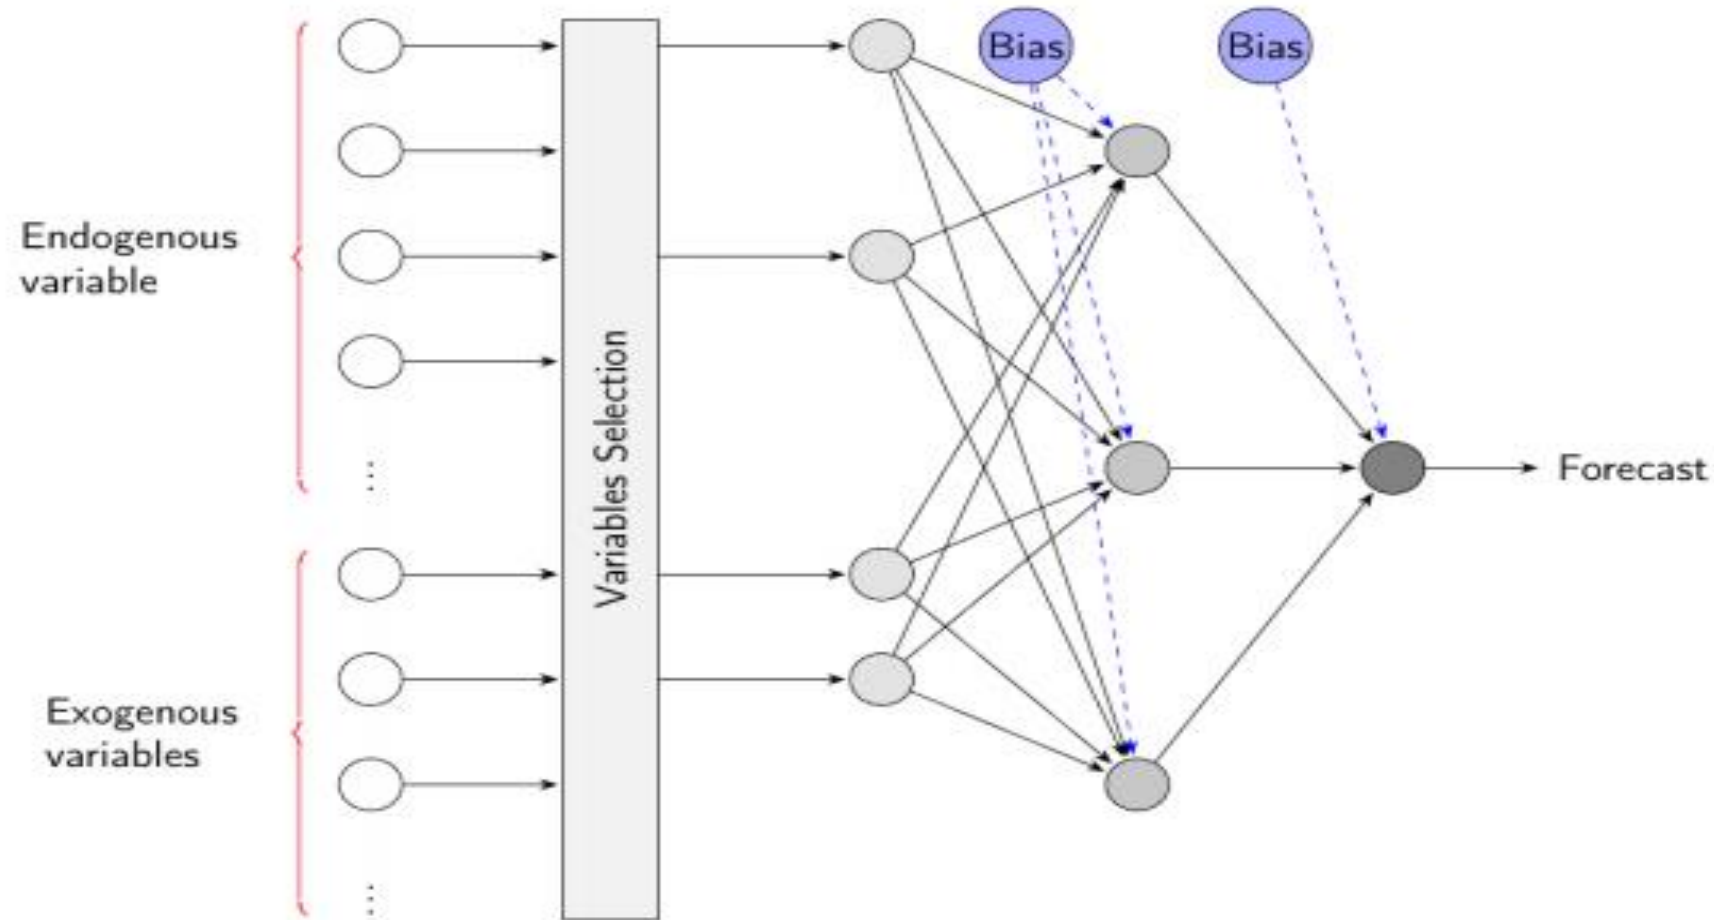 Bias
Bias
Endogenous
variable
...
Variables Selection
Forecast
Exogenous
variables
...